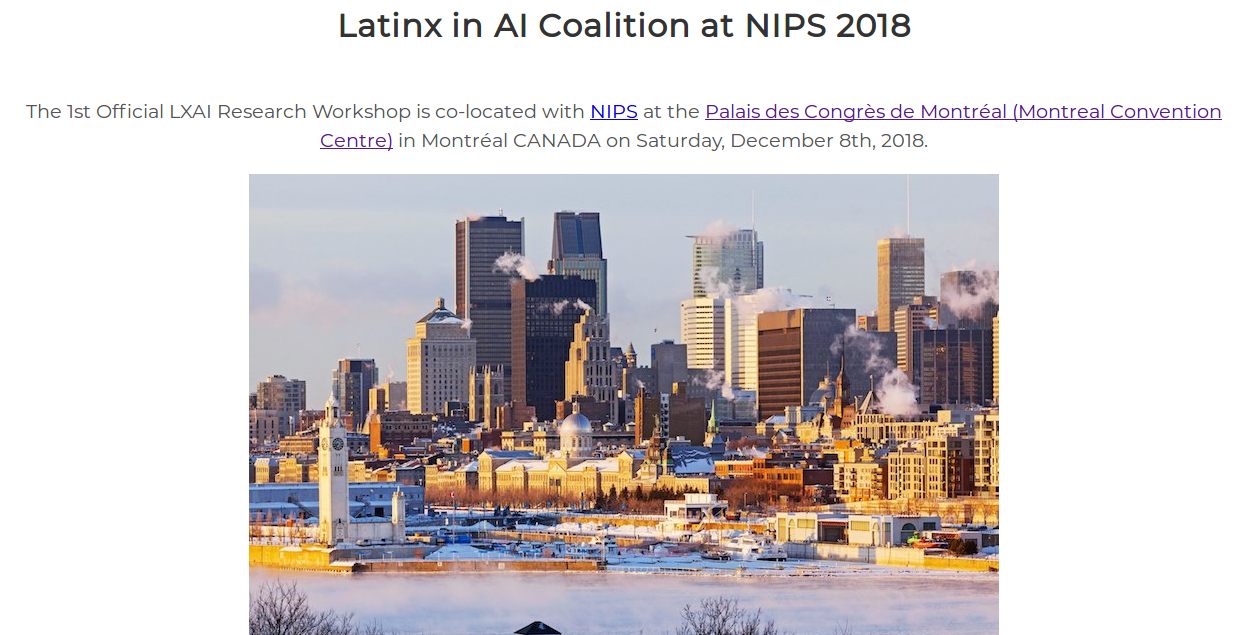 Latinx in AI Coalition at NIPS 2018
The 1st Official LXAI Research Workshop is co-located with NIPS at the Palais des Congrès de Montréal (Montreal Convention
Centre) in Montréal CANADA on Saturday, December 8th, 2018.